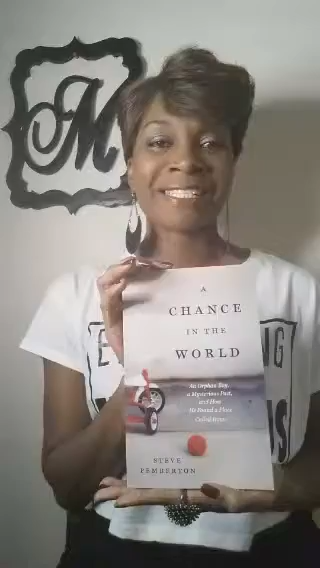 M
A
CHANCE
IN THE
WORLD
An Orphan Boy,
a Mysterious Past,
and How
He Found a Place
Called Home
STEVE
PEMBERTON